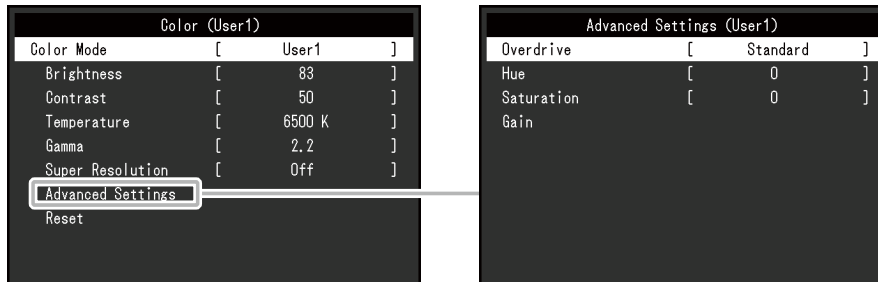 Color (User1)
Color Mode [ User1 ]
Brightness [ 83 ]
Contrast [ 50 ]
Temperature [ 6500 K ]
Gamma [ 2.2 ]
Super Resolution [ Off ]
Advanced Settings
Reset
Advanced Settings (User1)
Overdrive [ Standard ]
Hue [ 0 ]
Saturation [ 0 ]
Gain